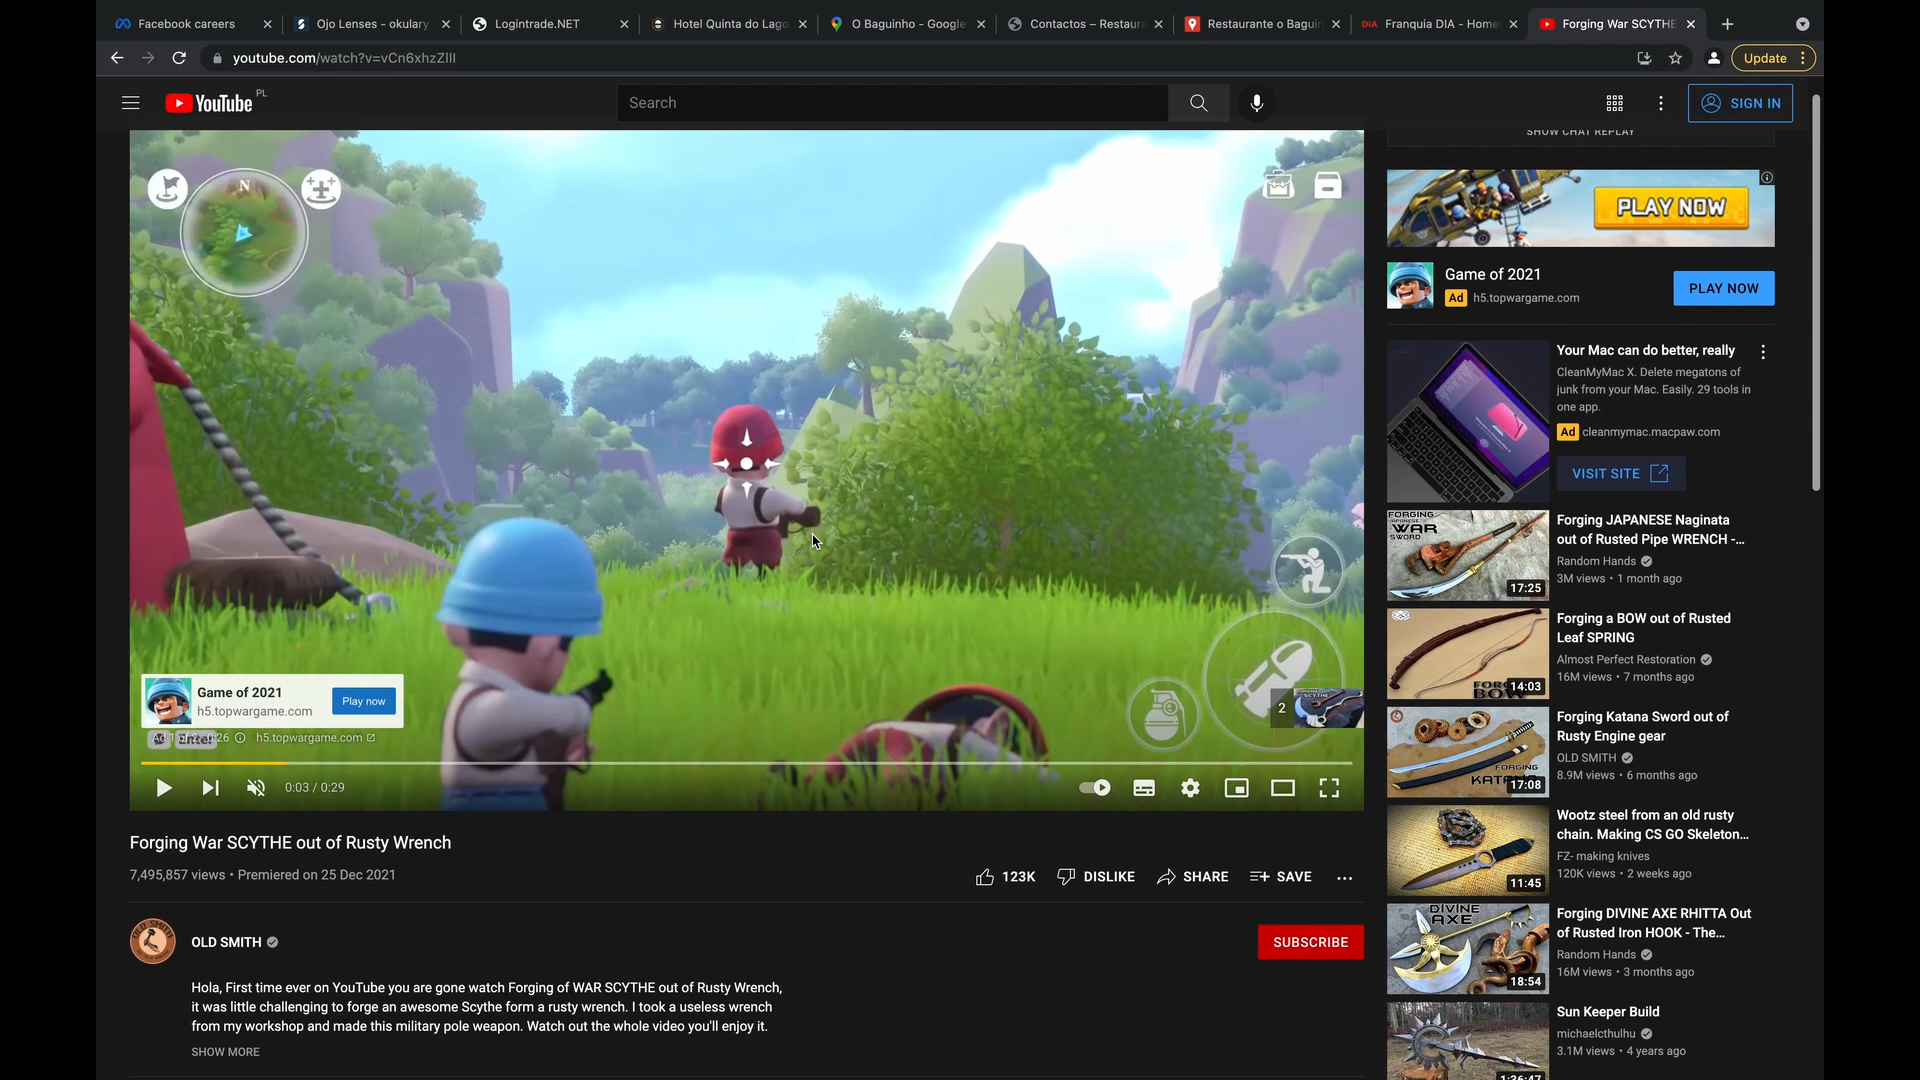 Facebook careers
Ojo Lenses - okulary
Logintrade.NET
Hotel Quinta do Lago
O Baguinho - Google
Contactos – Restaura
Restaurante o Bagui
Franquia DIA - Home
Forging War SCYTHE
youtube.com/watch?v=vCn6xhzZlII
Update
YouTube PL
Search
SIGN IN
SHOW CHAT REPLAY
N
PLAY NOW
Game of 2021
Ad h5.topwargame.com
PLAY NOW
Your Mac can do better, really
CleanMyMac X. Delete megatons of
junk from your Mac. Easily. 29 tools in
one app.
Ad cleanmymac.macpaw.com
VISIT SITE
Game of 2021
h5.topwargame.com
Play now
Enter
h5.topwargame.com
2
SCYTHE
0:03 / 0:29
Forging War SCYTHE out of Rusty Wrench
7,495,857 views • Premiered on 25 Dec 2021
123K
DISLIKE
SHARE
SAVE
OLD SMITH
SUBSCRIBE
Hola, First time ever on YouTube you are gone watch Forging of WAR SCYTHE out of Rusty Wrench,
it was little challenging to forge an awesome Scythe form a rusty wrench. I took a useless wrench
from my workshop and made this military pole weapon. Watch out the whole video you'll enjoy it.
SHOW MORE
FORGING
JAPANESE
WAR
SWORD
17:25
Forging JAPANESE Naginata
out of Rusted Pipe WRENCH -...
Random Hands
3M views • 1 month ago
14:03
Forging a BOW out of Rusted
Leaf SPRING
Almost Perfect Restoration
16M views • 7 months ago
FORGING
17:08
Forging Katana Sword out of
Rusty Engine gear
OLD SMITH
8.9M views • 6 months ago
11:45
Wootz steel from an old rusty
chain. Making CS GO Skeleton...
FZ- making knives
120K views • 2 weeks ago
DIVINE
AXE
18:54
Forging DIVINE AXE RHITTA Out
of Rusted Iron HOOK - The...
Random Hands
16M views • 3 months ago
1:36:47
Sun Keeper Build
michaelcthulhu
3.1M views • 4 years ago